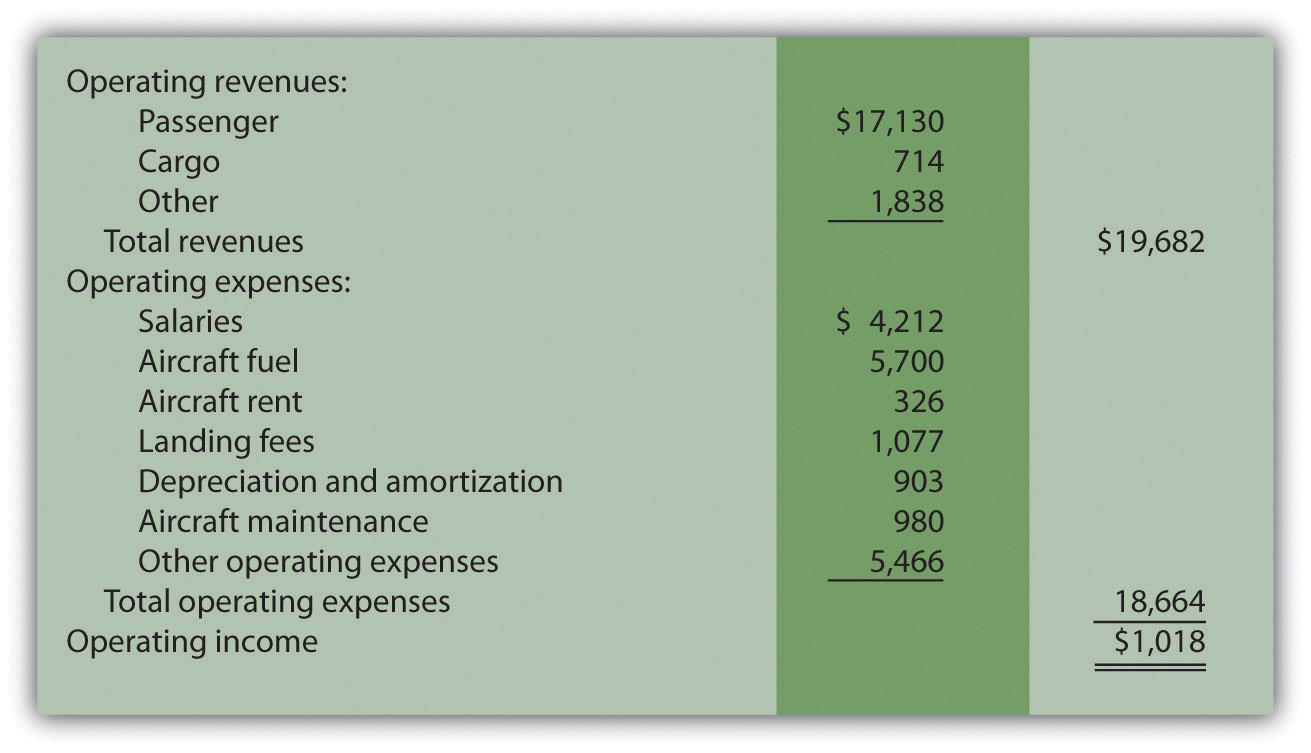 Operating revenues:
Passenger $17,130
Cargo 714
Other 1,838
Total revenues $19,682
Operating expenses:
Salaries $ 4,212
Aircraft fuel 5,700
Aircraft rent 326
Landing fees 1,077
Depreciation and amortization 903
Aircraft maintenance 980
Other operating expenses 5,466
Total operating expenses 18,664
Operating income $1,018